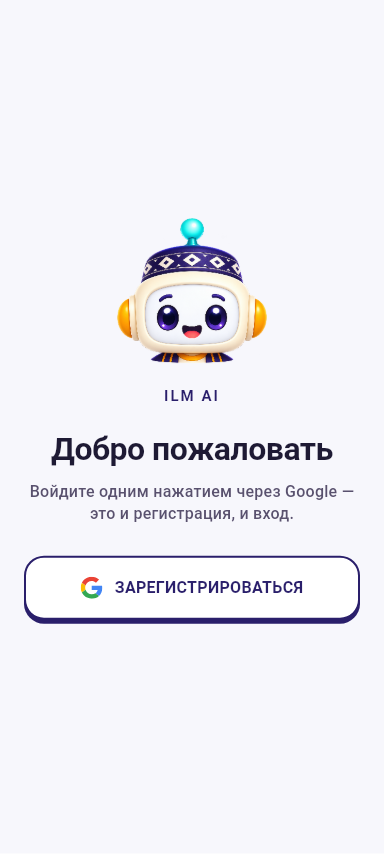 ILM AI
Добро пожаловать
Войдите одним нажатием через Google —
это и регистрация, и вход.
ЗАРЕГИСТРИРОВАТЬСЯ